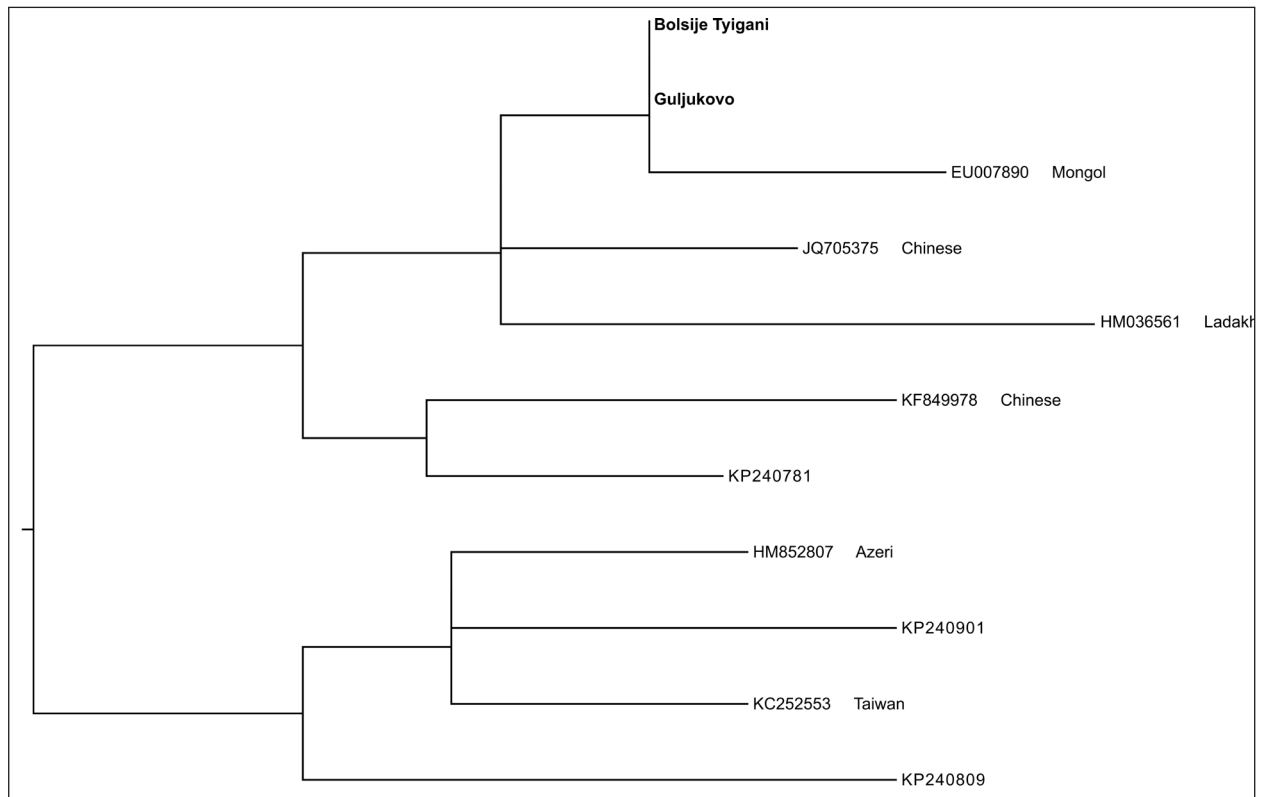 Bolsije Tyigani
Guljukovo
EU007890 Mongol
JQ705375 Chinese
HM036561 Ladakh
KF849978 Chinese
KP240781
HM852807 Azeri
KP240901
KC252553 Taiwan
KP240809